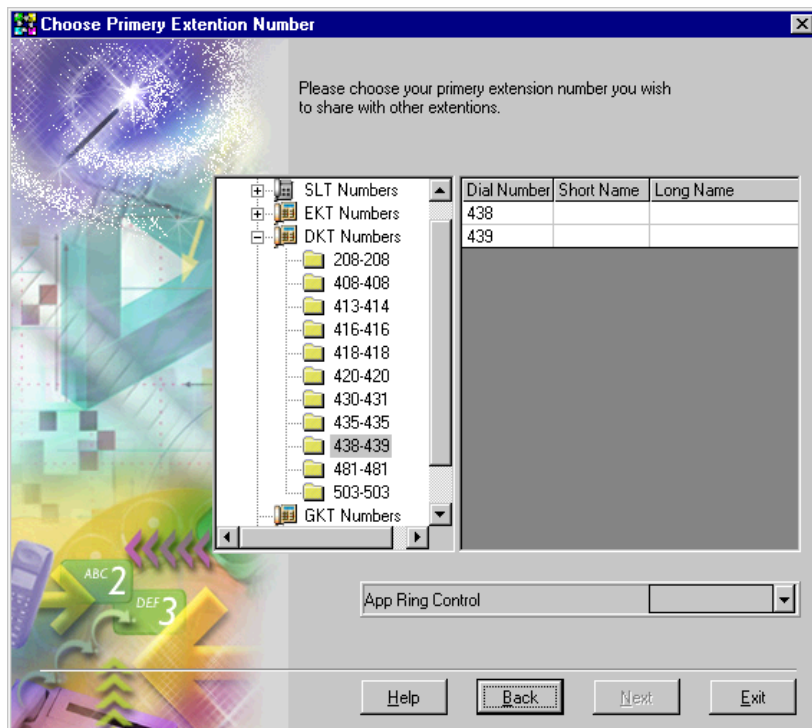 Choose Primery Extention Number
Please choose your primery extension number you wish
to share with other extentions.
SLT Numbers
EKT Numbers
DKT Numbers
208-208
408-408
413-414
416-416
418-418
420-420
430-431
435-435
438-439
481-481
503-503
GKT Numbers
Dial Number Short Name Long Name
438
439
ABC 2
DEF 3
App Ring Control
Help Back Next Exit